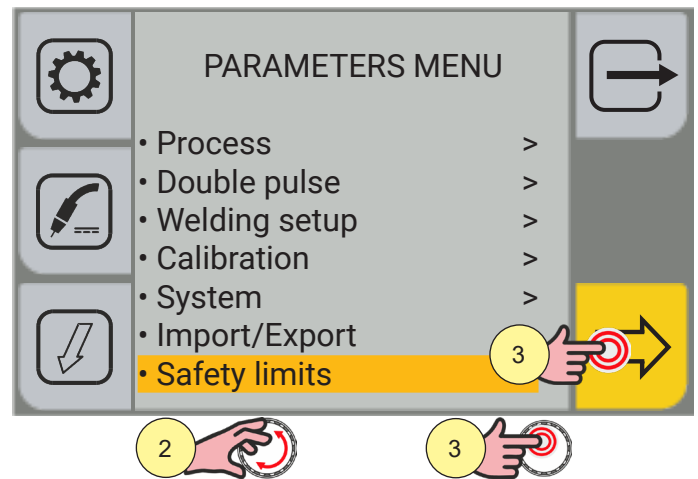 PARAMETERS MENU
• Process >
• Double pulse >
• Welding setup >
• Calibration >
• System >
• Import/Export
• Safety limits
3
2
3